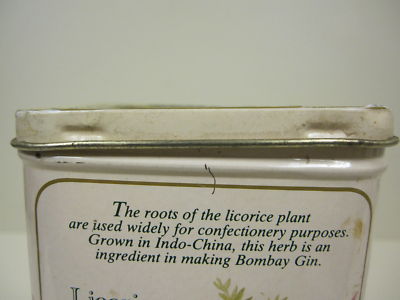 The roots of the licorice plant
are used widely for confectionery purposes.
Grown in Indo-China, this herb is an
ingredient in making Bombay Gin.